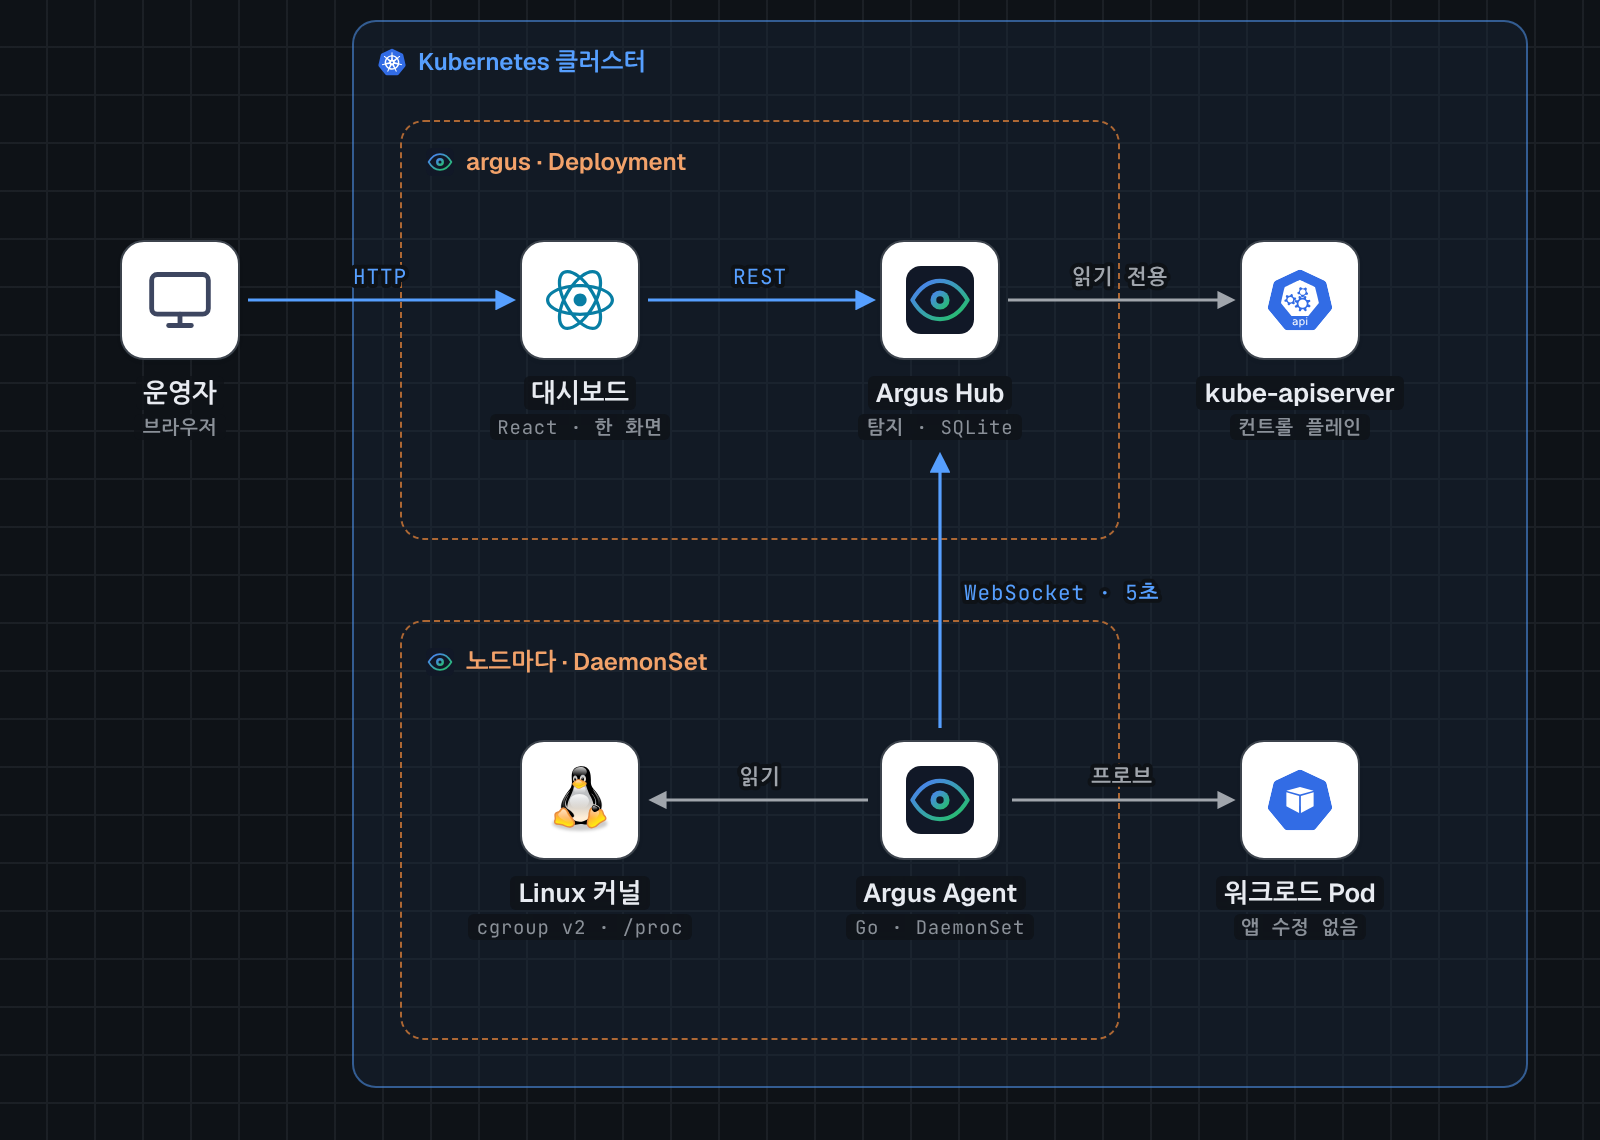 Kubernetes 클러스터
argus · Deployment
HTTP
REST
읽기 전용
api
운영자
브라우저
대시보드
React · 한 화면
Argus Hub
탐지 · SQLite
kube-apiserver
컨트롤 플레인
WebSocket · 5초
노드마다 · DaemonSet
읽기
프로브
Linux 커널
cgroup v2 · /proc
Argus Agent
Go · DaemonSet
워크로드 Pod
앱 수정 없음